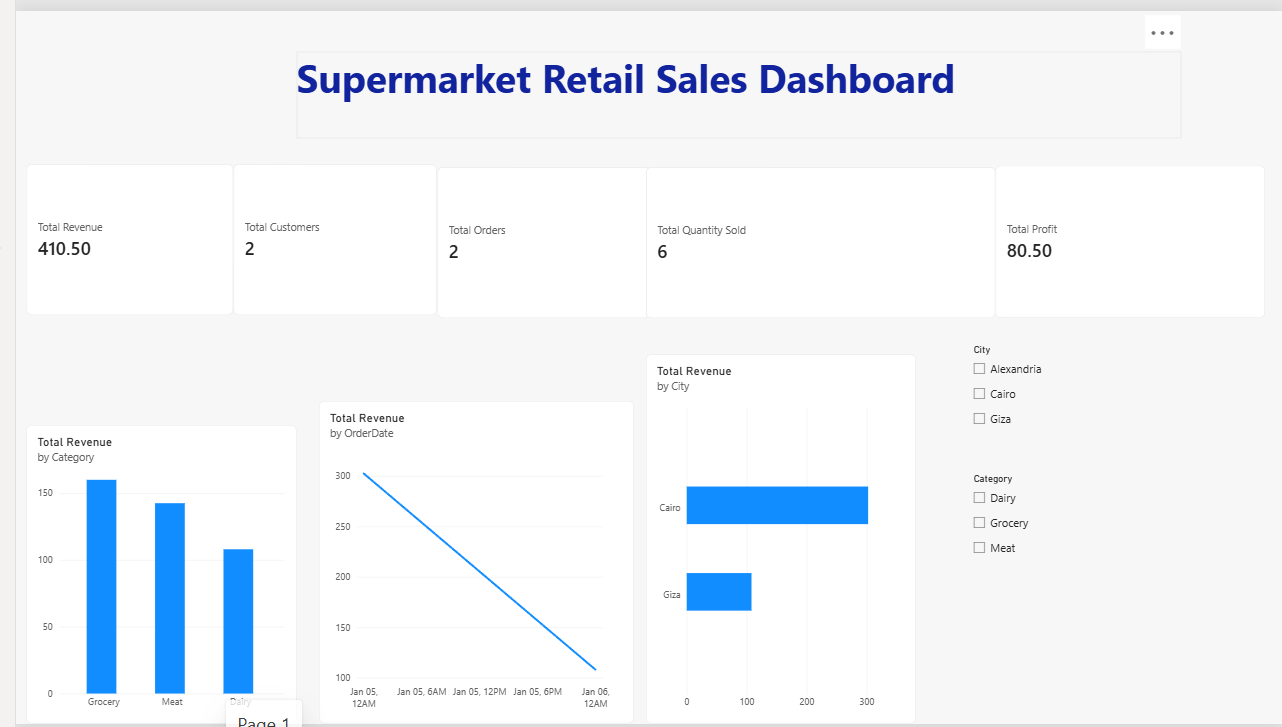 Supermarket Retail Sales Dashboard
Total Revenue
410.50
Total Customers
2
Total Orders
2
Total Quantity Sold
6
Total Profit
80.50
Total Revenue
by Category
150
100
50
0
Grocery
Meat
Dairy
Total Revenue
by OrderDate
300
250
200
150
100
Jan 05,
12AM
Jan 05, 6AM
Jan 05, 12PM
Jan 05, 6PM
Jan 06,
12AM
Total Revenue
by City
Cairo
Giza
0
100
200
300
City
Alexandria
Cairo
Giza
Category
Dairy
Grocery
Meat
Page 1